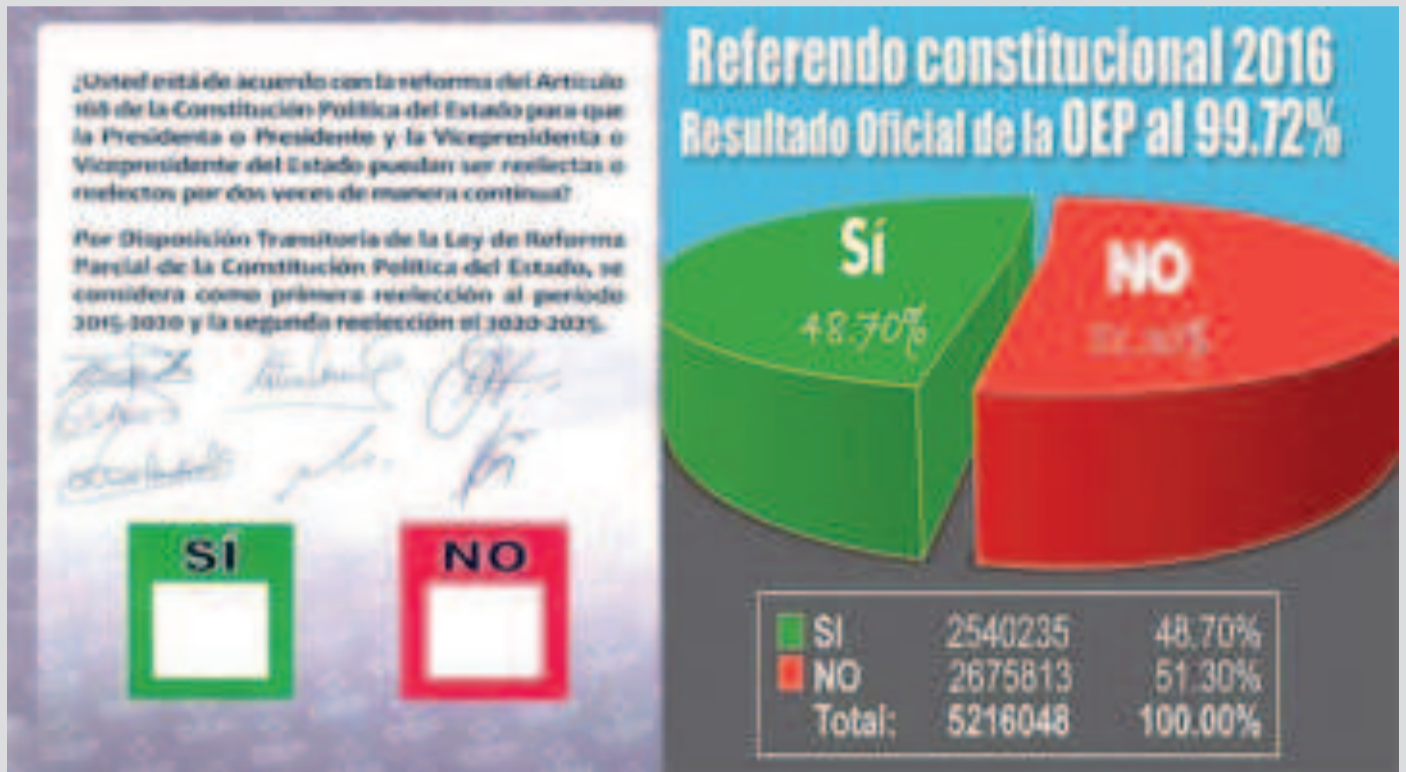 ¿Usted está de acuerdo con la reforma del Artículo
168 de la Constitución Política del Estado para que
la Presidenta o Presidente y la Vicepresidenta o
Vicepresidente del Estado puedan ser reelectas o
reelectos por dos veces de manera continua?
Por Disposición Transitoria de la Ley de Reforma
Parcial de la Constitución Política del Estado, se
considera como primera reelección al período
2015-2020 y la segunda reelección el 2020-2025.
SÍ
NO
Referendo constitucional 2016
Resultado Oficial de la OEP al 99.72%
Sí
48.70%
NO
SI 2540235 48.70%
NO 2675813 51.30%
Total: 5216048 100.00%